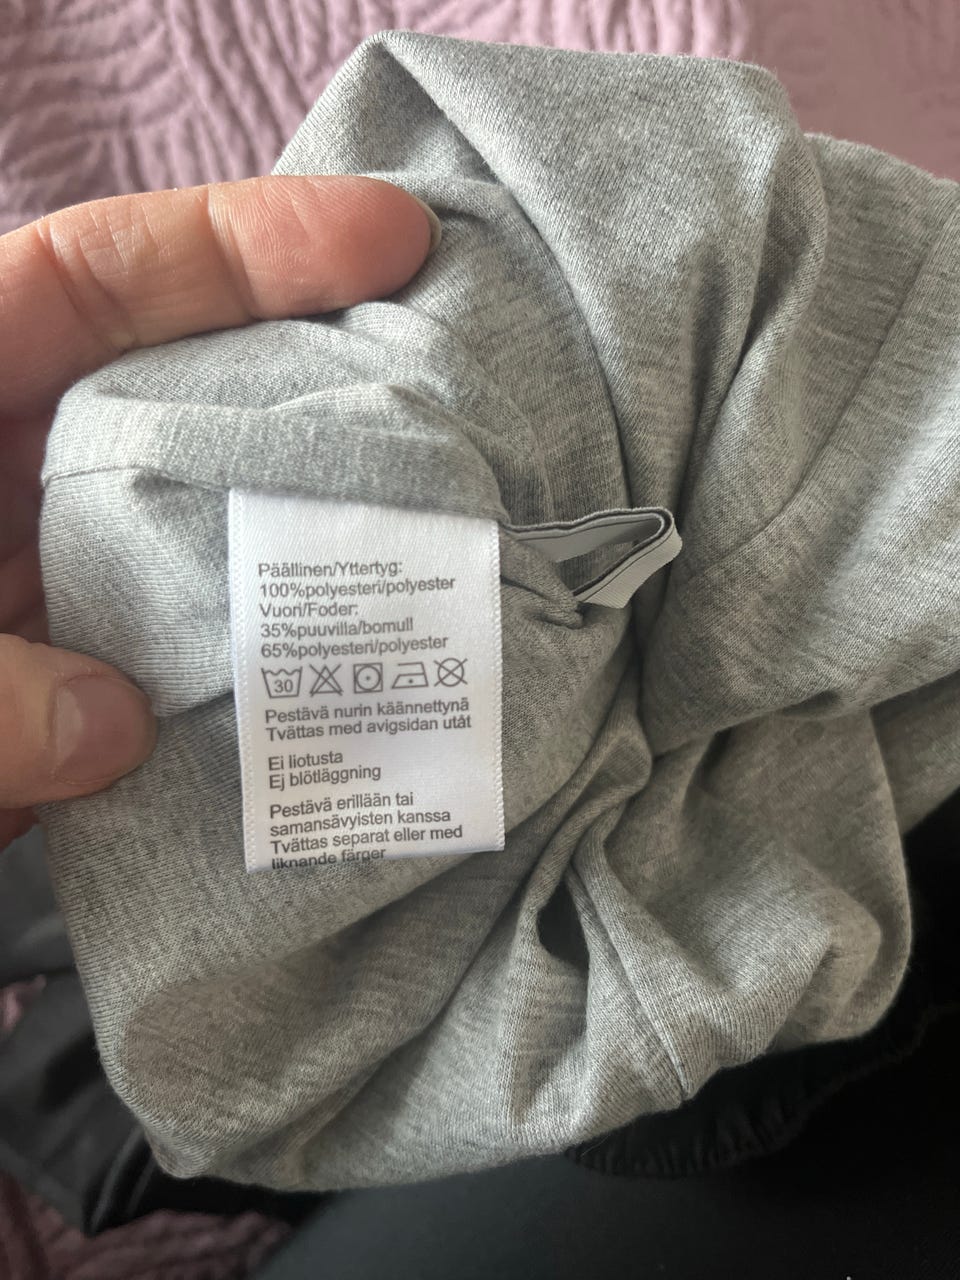 Päällinen/Yttertyg:
100%polyesteri/polyester
Vuori/Foder:
35%puuvilla/bomull
65%polyesteri/polyester
30
Pestävä nurin käännettynä
Tvättas med avigsidan utåt
Ei liotusta
Ej blötläggning
Pestävä erillään tai
samansävyisten kanssa
Tvättas separat eller med
liknande färger